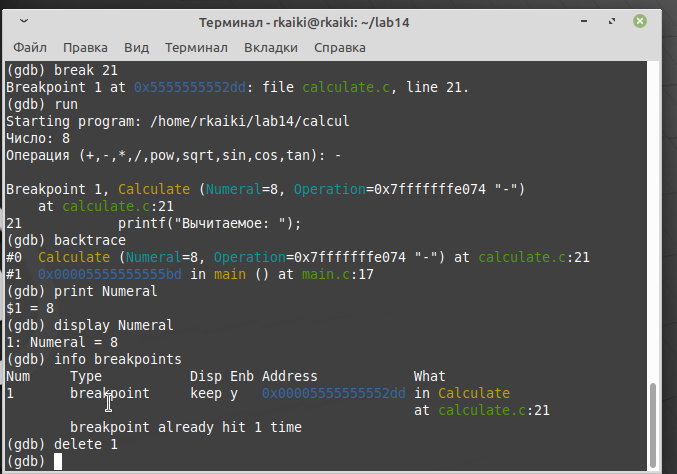 Терминал - rkaiki@rkaiki: ~/lab14
Файл Правка Вид Терминал Вкладки Справка
(gdb) break 21
Breakpoint 1 at 0x5555555552dd: file calculate.c, line 21.
(gdb) run
Starting program: /home/rkaiki/lab14/calcul
Число: 8
Операция (+,-,*,/,pow,sqrt,sin,cos,tan): -
Breakpoint 1, Calculate (Numeral=8, Operation=0x7fffffffe074 "-")
    at calculate.c:21
21            printf("Вычитаемое: ");
(gdb) backtrace
#0  Calculate (Numeral=8, Operation=0x7fffffffe074 "-") at calculate.c:21
#1  0x00005555555555bd in main () at main.c:17
(gdb) print Numeral
$1 = 8
(gdb) display Numeral
1: Numeral = 8
(gdb) info breakpoints
Num     Type           Disp Enb Address            What
1       breakpoint     keep y   0x00005555555552dd in Calculate
                                                   at calculate.c:21
        breakpoint already hit 1 time
(gdb) delete 1
(gdb)